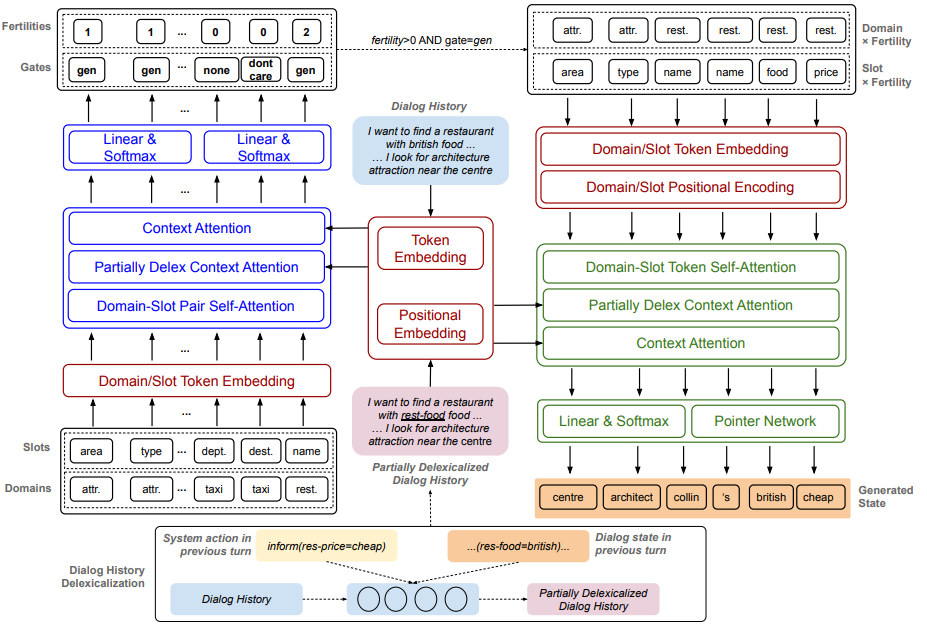 Fertilities
1 1 ... 0 0 2
Gates
gen gen ... none dont care gen
...
Linear & Softmax
Linear & Softmax
...
Context Attention
Partially Delex Context Attention
Domain-Slot Pair Self-Attention
...
Domain/Slot Token Embedding
...
Slots
area type ... dept. dest. name
Domains
attr. attr. ... taxi taxi rest.
fertility>0 AND gate=gen
Dialog History
I want to find a restaurant
with british food ...
... I look for architecture
attraction near the centre
Token
Embedding
Positional
Embedding
I want to find a restaurant
with rest-food food ...
... I look for architecture
attraction near the centre
Partially Delexicalized
Dialog History
attr. attr. rest. rest. rest. rest.
Domain
× Fertility
area type name name food price
Slot
× Fertility
Domain/Slot Token Embedding
Domain/Slot Positional Encoding
Domain-Slot Token Self-Attention
Partially Delex Context Attention
Context Attention
Linear & Softmax
Pointer Network
centre architect collin 's british cheap
Generated
State
Dialog History
Delexicalization
System action in
previous turn
inform(res-price=cheap)
...(res-food=british)...
Dialog state in
previous turn
Dialog History
Partially Delexicalized
Dialog History